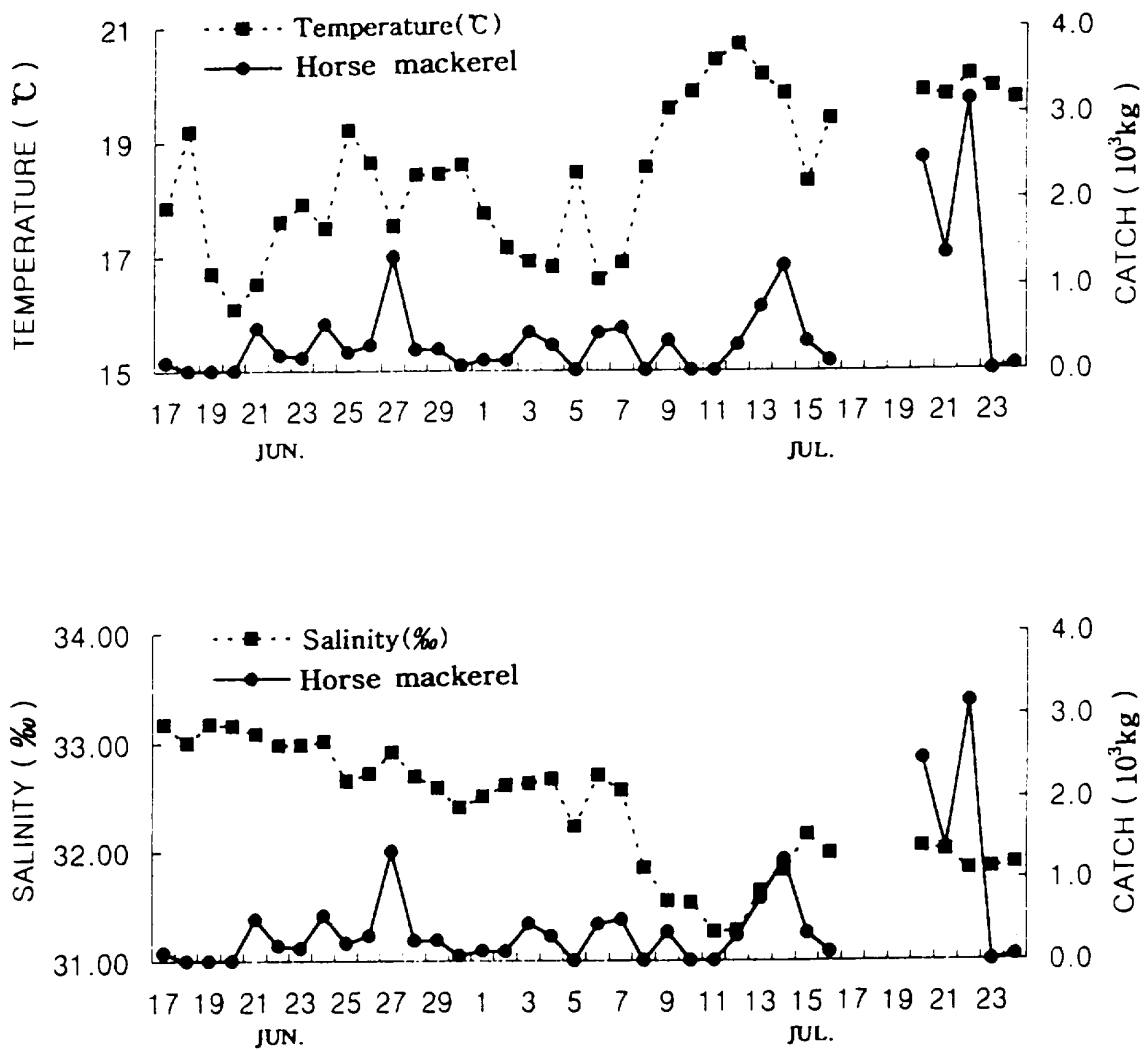 21
19
17
15
TEMPERATURE ( ℃ )
Temperature(℃)
Horse mackerel
4.0
3.0
2.0
1.0
0.0
CATCH ( 10³kg )
17 19 21 23 25 27 29 1 3 5 7 9 11 13 15 17 19 21 23
JUN. JUL.
34.00
33.00
32.00
31.00
SALINITY ( ‰ )
Salinity(‰)
Horse mackerel
4.0
3.0
2.0
1.0
0.0
CATCH ( 10³kg )
17 19 21 23 25 27 29 1 3 5 7 9 11 13 15 17 19 21 23
JUN. JUL.